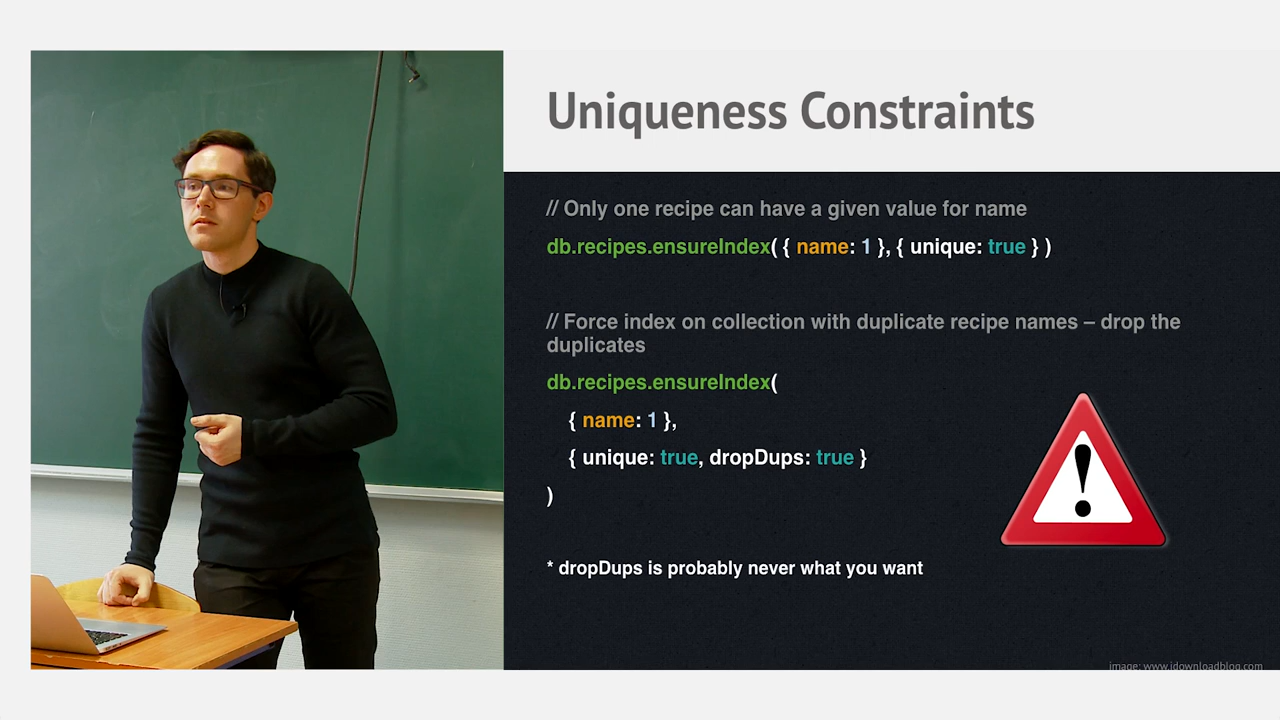 Uniqueness Constraints
// Only one recipe can have a given value for name
db.recipes.ensureIndex( { name: 1 }, { unique: true } )
// Force index on collection with duplicate recipe names – drop the
duplicates
db.recipes.ensureIndex(
{ name: 1 },
{ unique: true, dropDups: true }
)
* dropDups is probably never what you want
image: www.idownloadblog.com